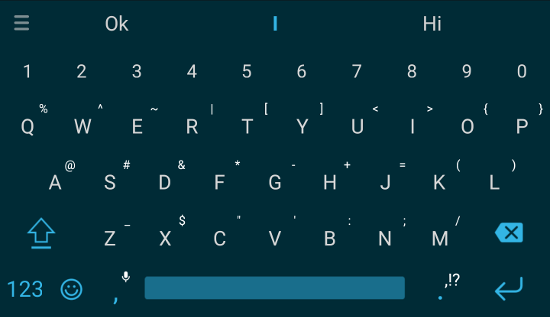 Ok I Hi
1 2 3 4 5 6 7 8 9 0
% ^ ~ | [ ] < > { }
Q W E R T Y U I O P
@ # & * - + = ( )
A S D F G H J K L
_ $ " ' : ; /
Z X C V B N M
,!?
123 , .